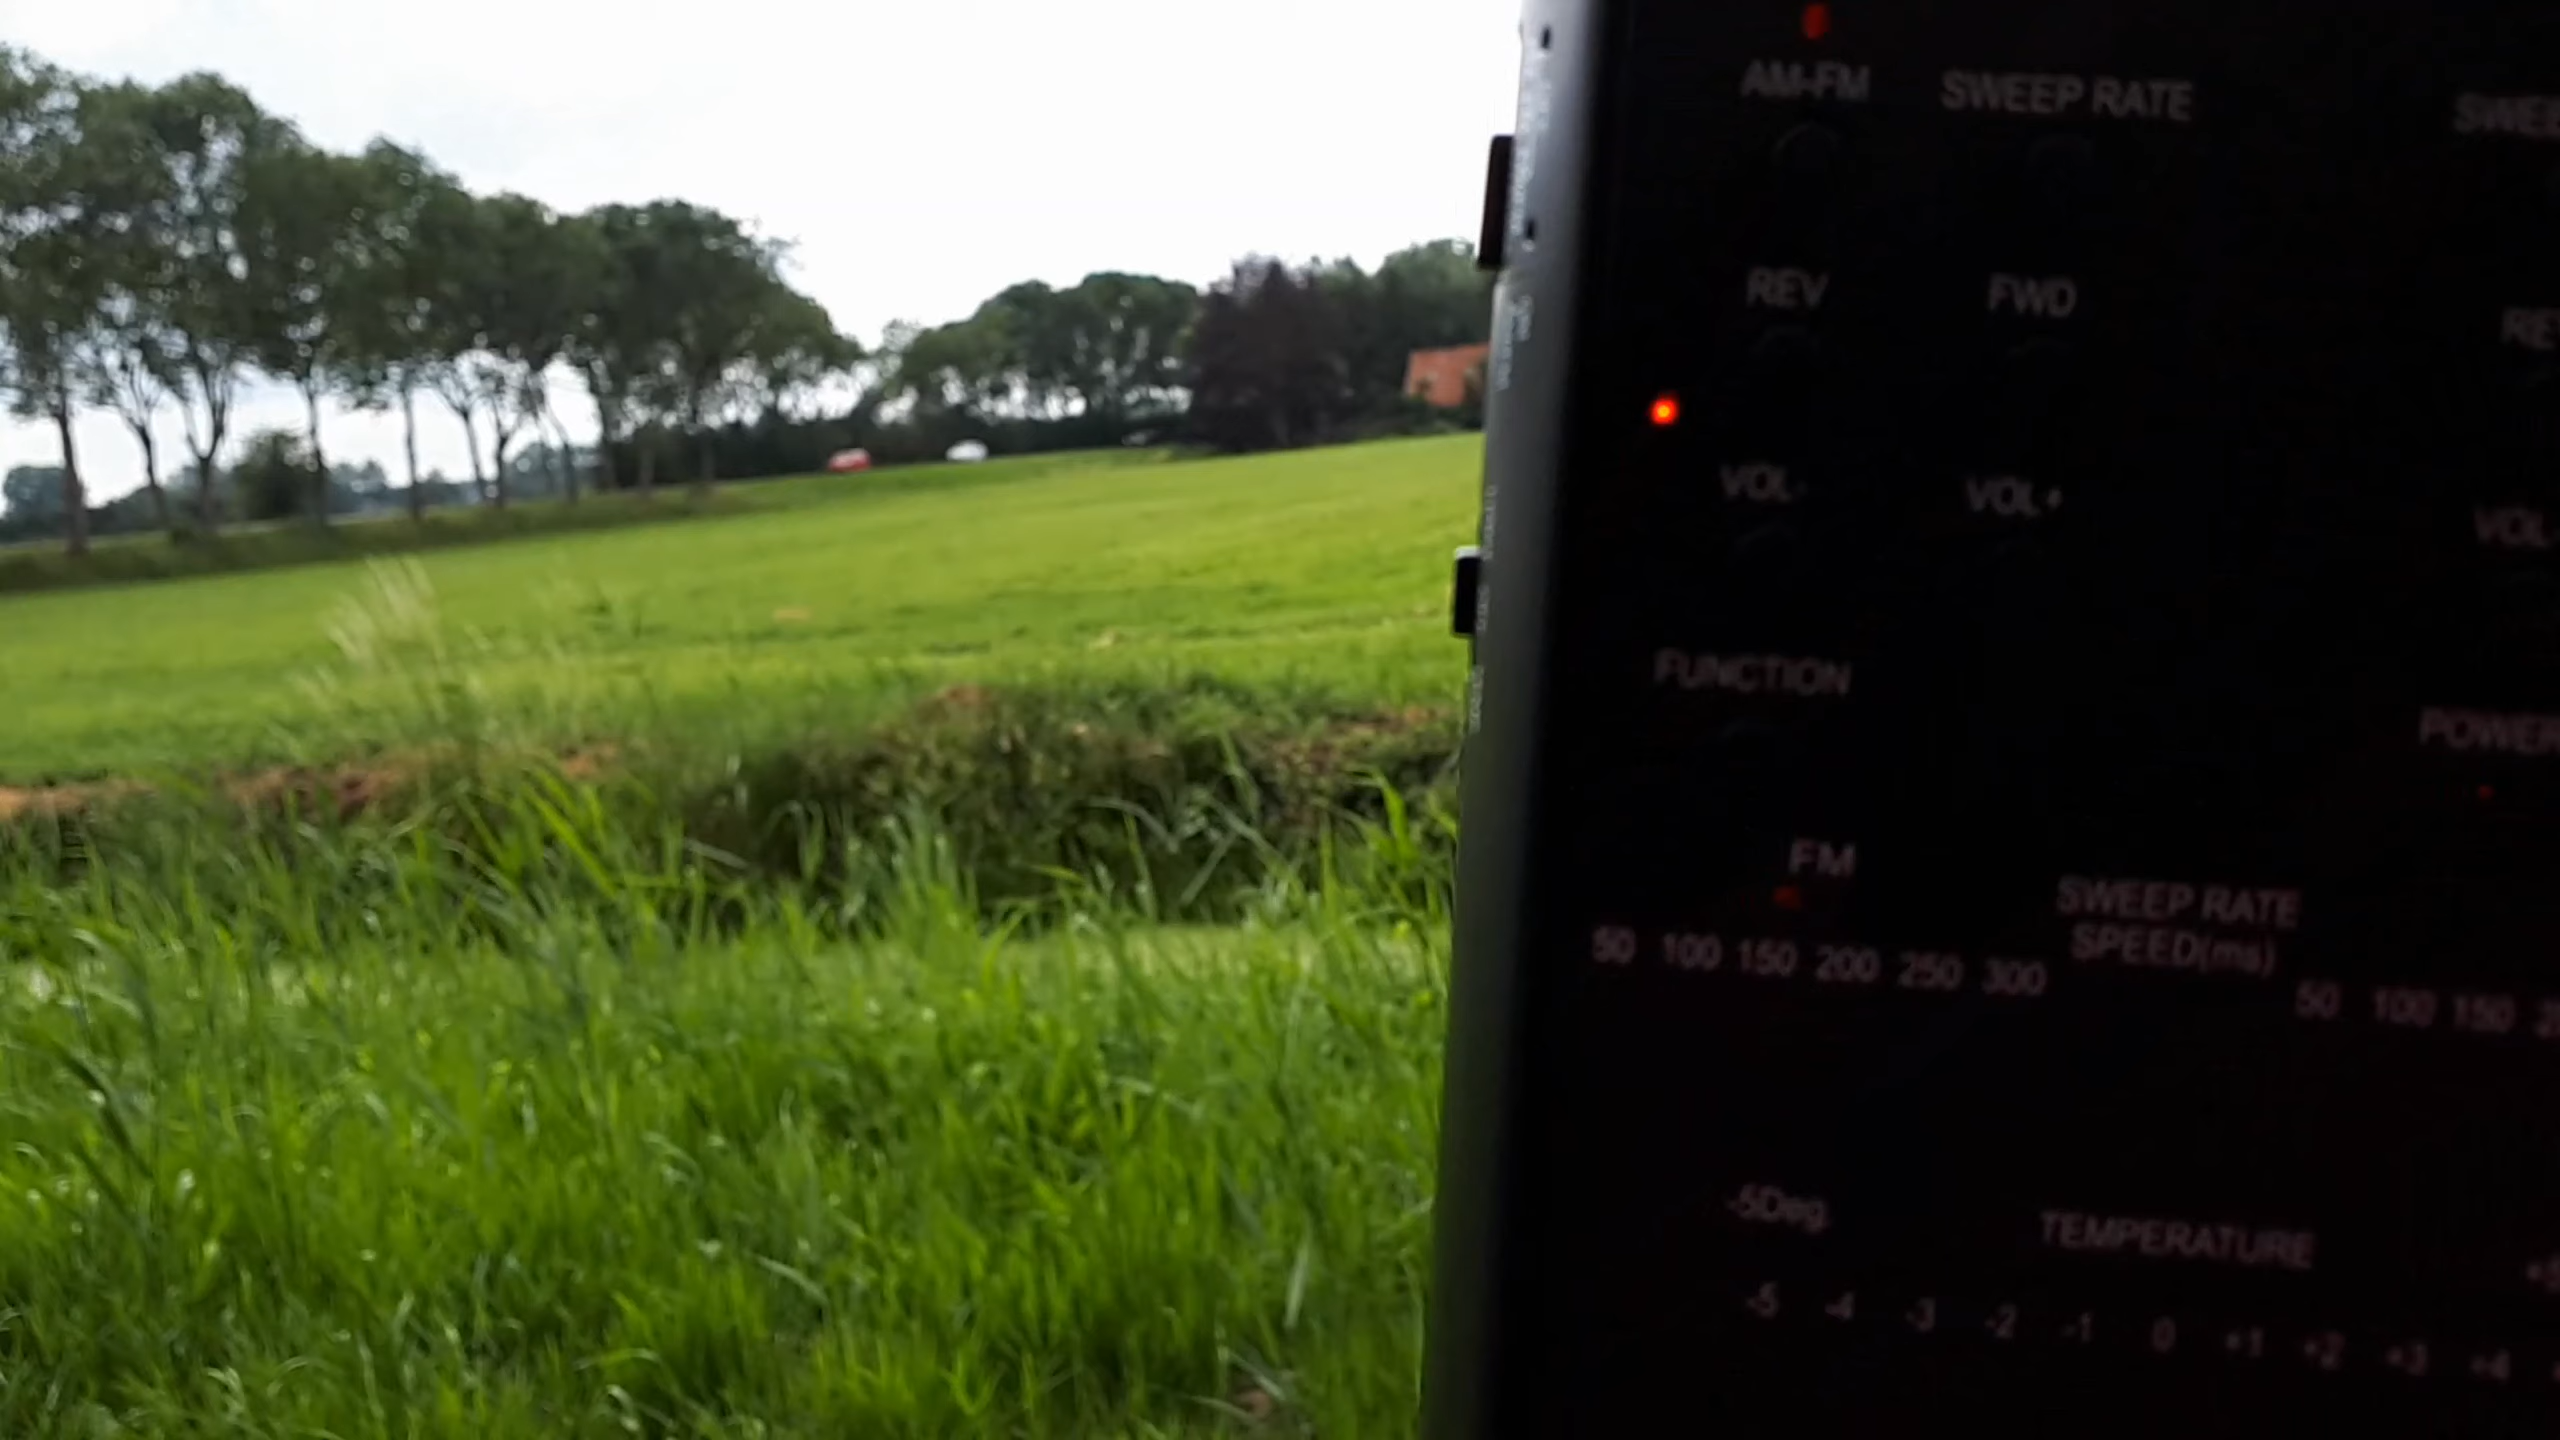 AM-FM SWEEP RATE
REV FWD
VOL- VOL+
FUNCTION
POWER
FM
SWEEP RATE
SPEED(ms)
50 100 150 200 250 300
50 100 150
-5Deg. TEMPERATURE
-5 -4 -3 -2 -1 0 +1 +2 +3 +4